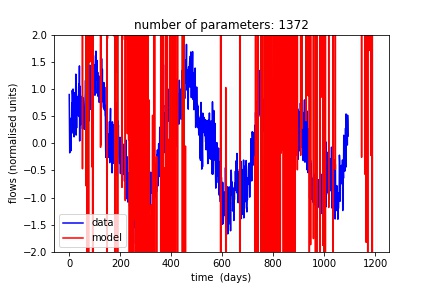 number of parameters: 1372
2.0
1.5
1.0
0.5
0.0
−0.5
−1.0
−1.5
−2.0
flows (normalised units)
data
model
0 200 400 600 800 1000 1200
time (days)